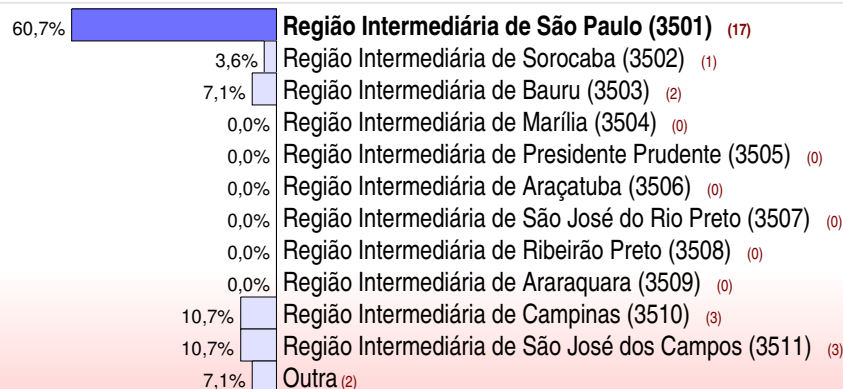 60,7% Região Intermediária de São Paulo (3501) (17)
3,6% Região Intermediária de Sorocaba (3502) (1)
7,1% Região Intermediária de Bauru (3503) (2)
0,0% Região Intermediária de Marília (3504) (0)
0,0% Região Intermediária de Presidente Prudente (3505) (0)
0,0% Região Intermediária de Araçatuba (3506) (0)
0,0% Região Intermediária de São José do Rio Preto (3507) (0)
0,0% Região Intermediária de Ribeirão Preto (3508) (0)
0,0% Região Intermediária de Araraquara (3509) (0)
10,7% Região Intermediária de Campinas (3510) (3)
10,7% Região Intermediária de São José dos Campos (3511) (3)
7,1% Outra (2)